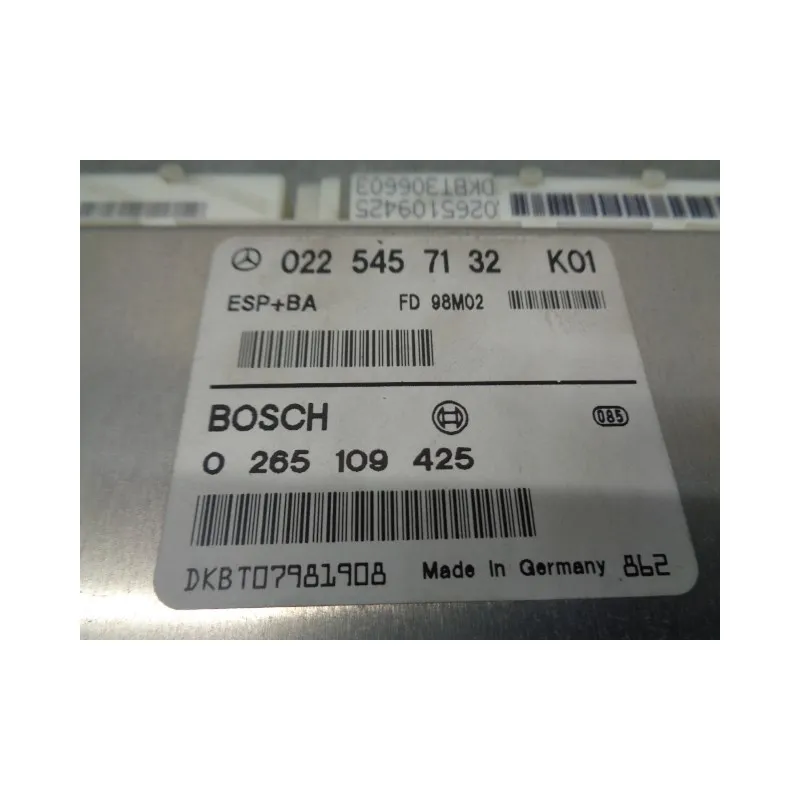 DKBT306603
0265109425
022 545 71 32 K01
ESP+BA FD 98M02
BOSCH 085
0 265 109 425
DKBT07981908 Made in Germany 862